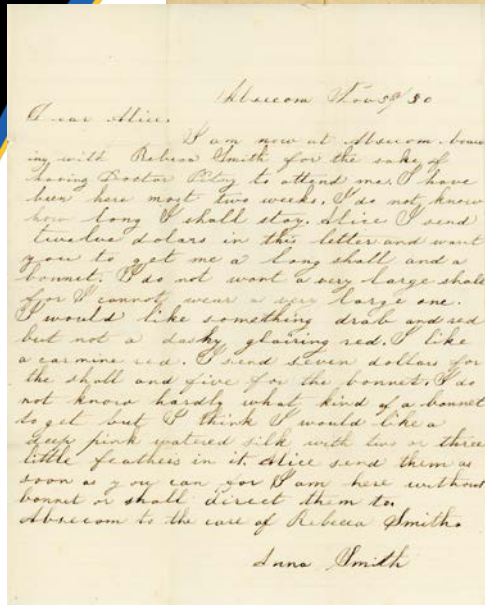 Absecom Nov 30/ 80
Dear Alice
I am now at Absecom boar
ing with Rebeca Smith for the sake of
having Doctor Pitny to attend me. I have
been here most two weeks. I do not know
how long I shall stay. Alice I send
twelve dolars in this letter and want
you to get me a long shall and a
bonnet. I do not want a very large shall
for I cannot wear a very large one.
I would like something drab and red
but not a dashy glairing red. I like
a carmine red. I send seven dollars for
the shall and five for the bonnet. I do
not know hardly what kind of a bonnet
to get but I think I would like a
deep pink watered silk with two or three
little feathers in it. Alice send them as
soon as you can for I am here without
bonnet or shall direct them to
Absecom to the care of Rebecca Smith.
Anna Smith